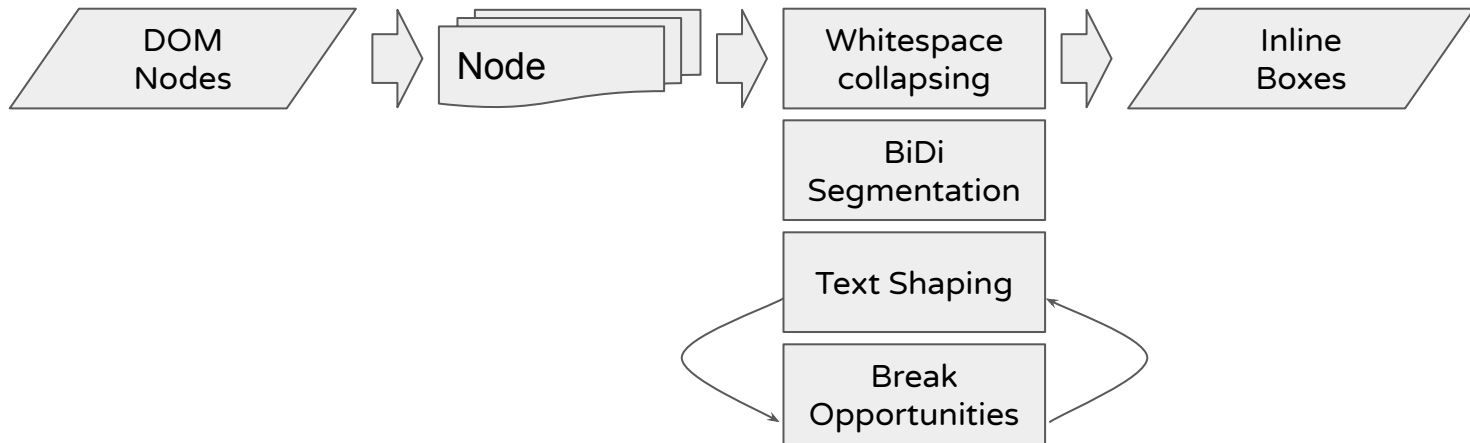 DOM
Nodes
Node
Whitespace
collapsing
Inline
Boxes
BiDi
Segmentation
Text Shaping
Break
Opportunities